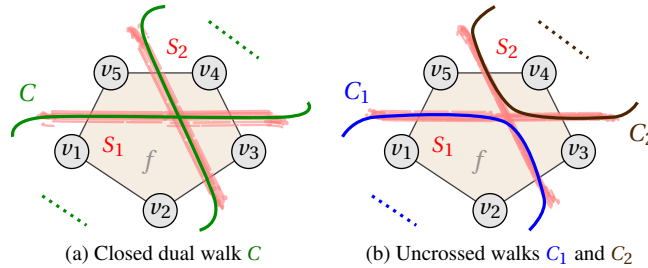 S₂
v₅ v₄
C
S₁
v₁ v₃
f
v₂
(a) Closed dual walk C
S₂
v₅ v₄
C₁
C₂
S₁
v₁ v₃
f
v₂
(b) Uncrossed walks C₁ and C₂